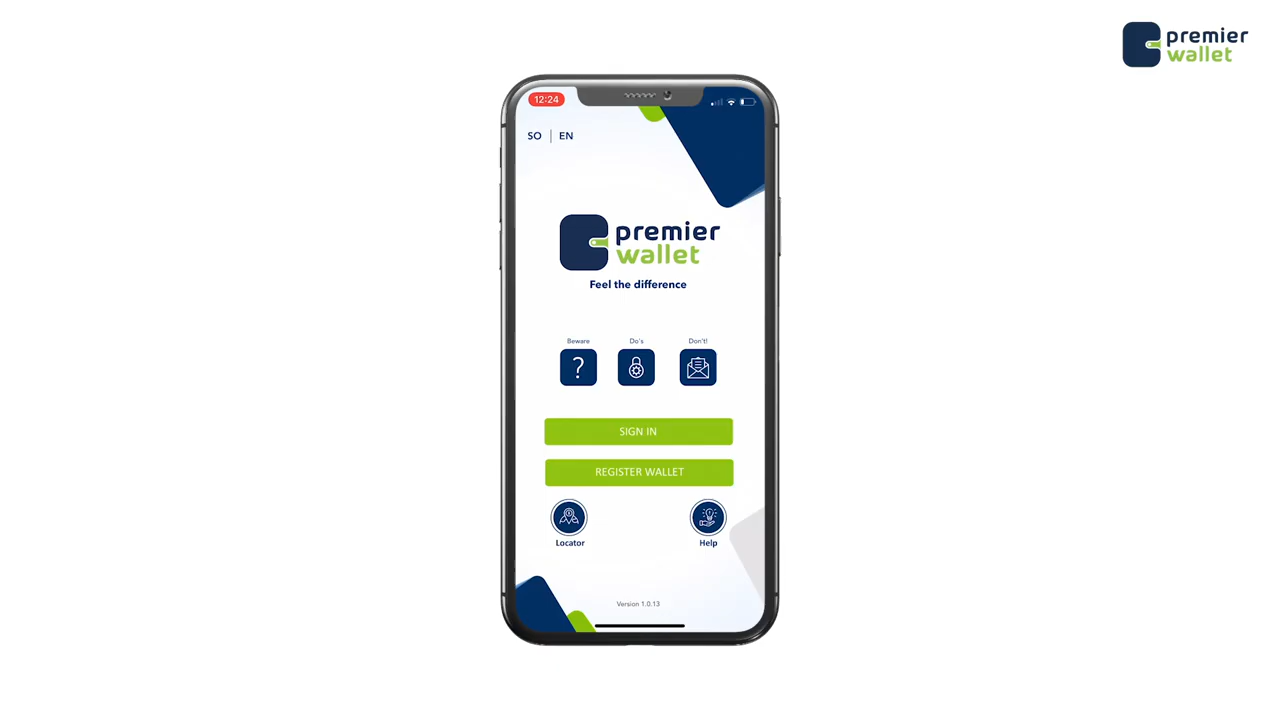 premier
wallet
12:24
SO | EN
premier
wallet
Feel the difference
Beware
Do's
Don't!
?
SIGN IN
REGISTER WALLET
Locator
Help
Version 1.0.13